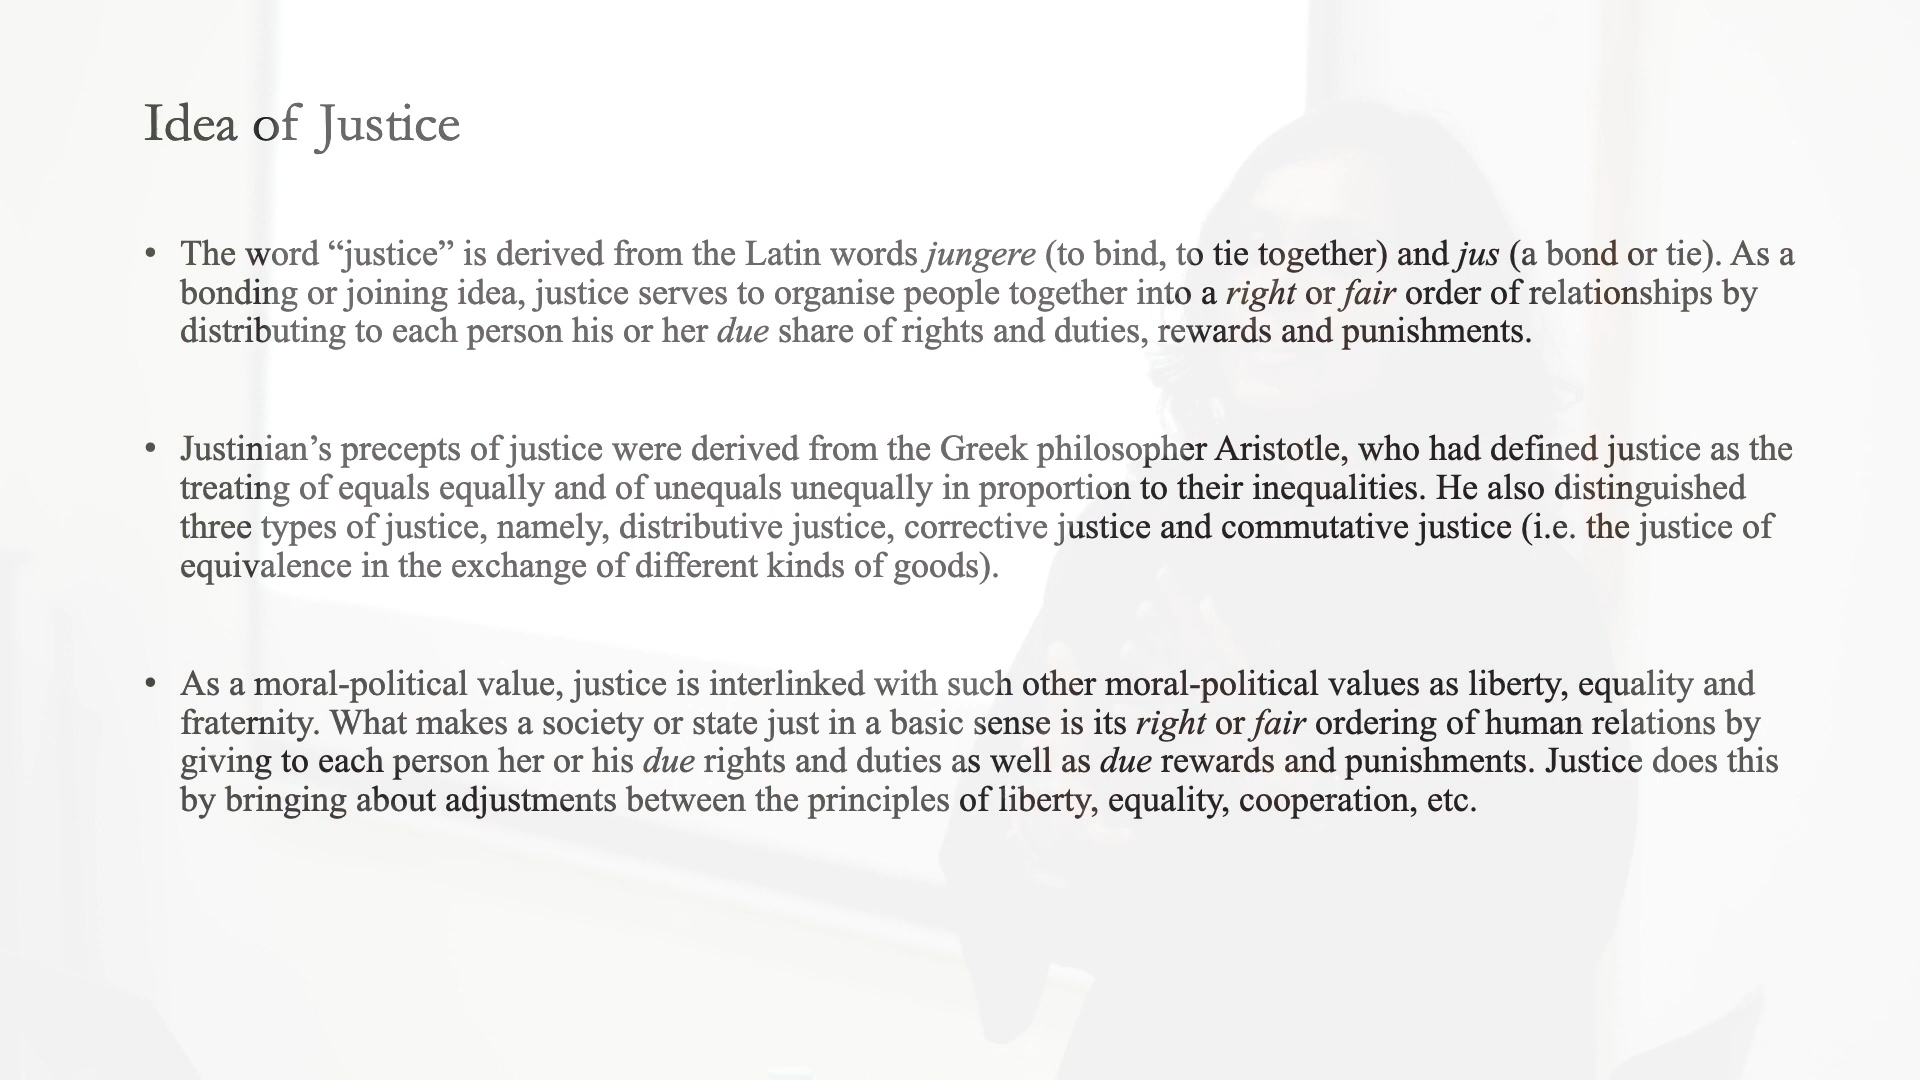 Idea of Justice
• The word “justice” is derived from the Latin words jungere (to bind, to tie together) and jus (a bond or tie). As a
bonding or joining idea, justice serves to organise people together into a right or fair order of relationships by
distributing to each person his or her due share of rights and duties, rewards and punishments.
• Justinian’s precepts of justice were derived from the Greek philosopher Aristotle, who had defined justice as the
treating of equals equally and of unequals unequally in proportion to their inequalities. He also distinguished
three types of justice, namely, distributive justice, corrective justice and commutative justice (i.e. the justice of
equivalence in the exchange of different kinds of goods).
• As a moral-political value, justice is interlinked with such other moral-political values as liberty, equality and
fraternity. What makes a society or state just in a basic sense is its right or fair ordering of human relations by
giving to each person her or his due rights and duties as well as due rewards and punishments. Justice does this
by bringing about adjustments between the principles of liberty, equality, cooperation, etc.